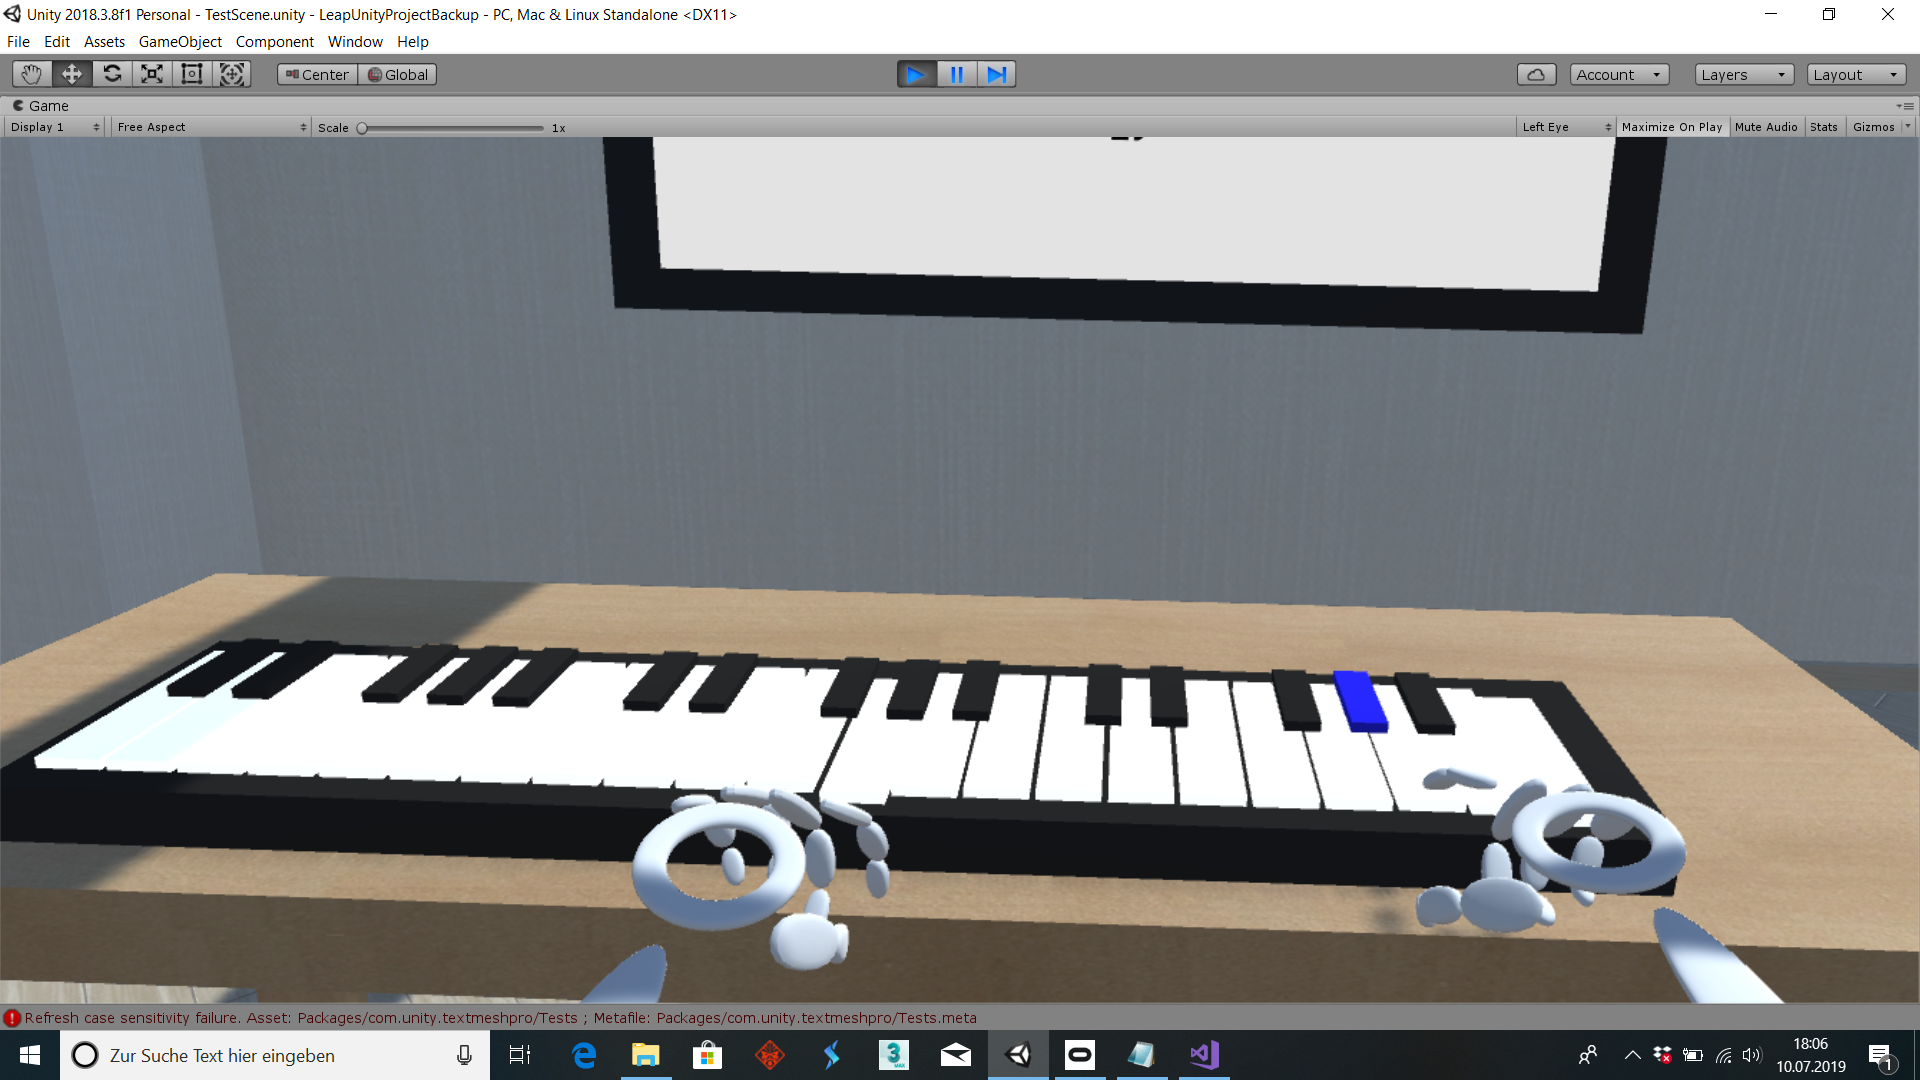 Unity 2018.3.8f1 Personal - TestScene.unity - LeapUnityProjectBackup - PC, Mac & Linux Standalone <DX11>
File Edit Assets GameObject Component Window Help
Center Global Account Layers Layout
Game
Display 1 Free Aspect Scale 1x Left Eye Maximize On Play Mute Audio Stats Gizmos
Refresh case sensitivity failure. Asset: Packages/com.unity.textmeshpro/Tests ; Metafile: Packages/com.unity.textmeshpro/Tests.meta
Zur Suche Text hier eingeben
3
MAX
18:06
10.07.2019
1